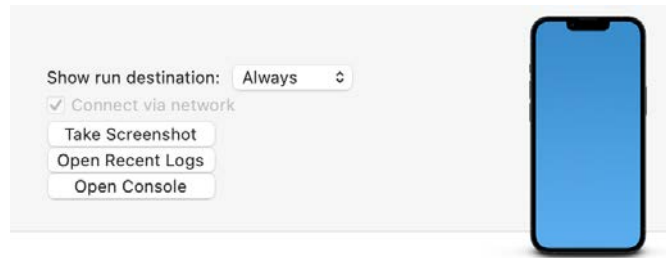 Show run destination: Always
Connect via network
Take Screenshot
Open Recent Logs
Open Console